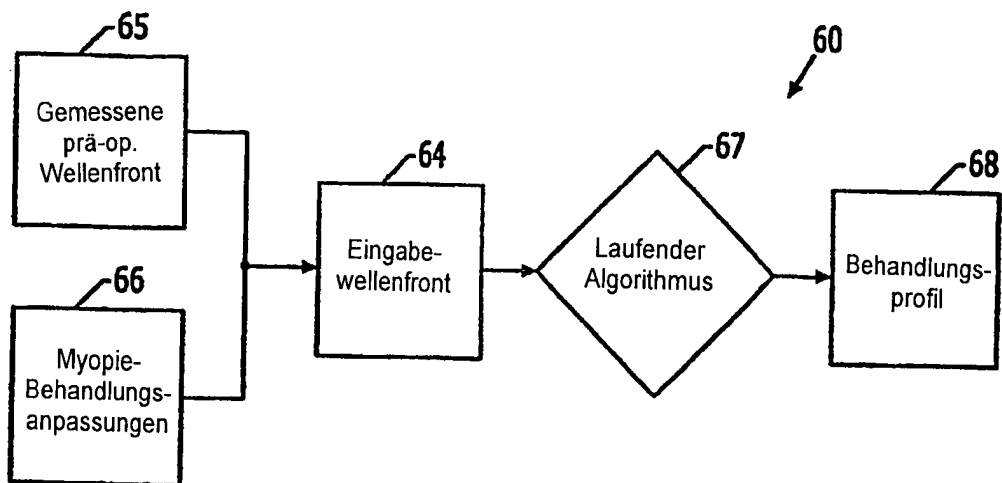 65
Gemessene
prä-op.
Wellenfront
66
Myopie-
Behandlungs-
anpassungen
64
Eingabe-
wellenfront
60
67
Laufender
Algorithmus
68
Behandlungs-
profil